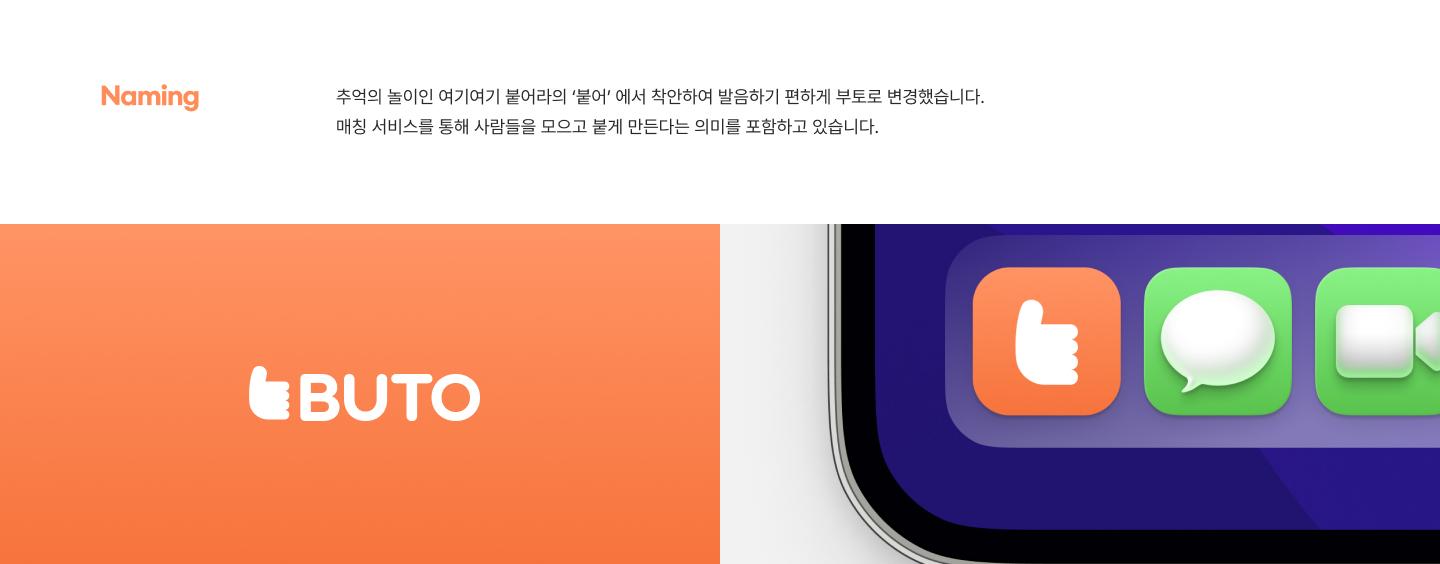 Naming
추억의 놀이인 여기여기 붙어라의 ‘붙어’ 에서 착안하여 발음하기 편하게 부토로 변경했습니다.
매칭 서비스를 통해 사람들을 모으고 붙게 만든다는 의미를 포함하고 있습니다.
BUTO